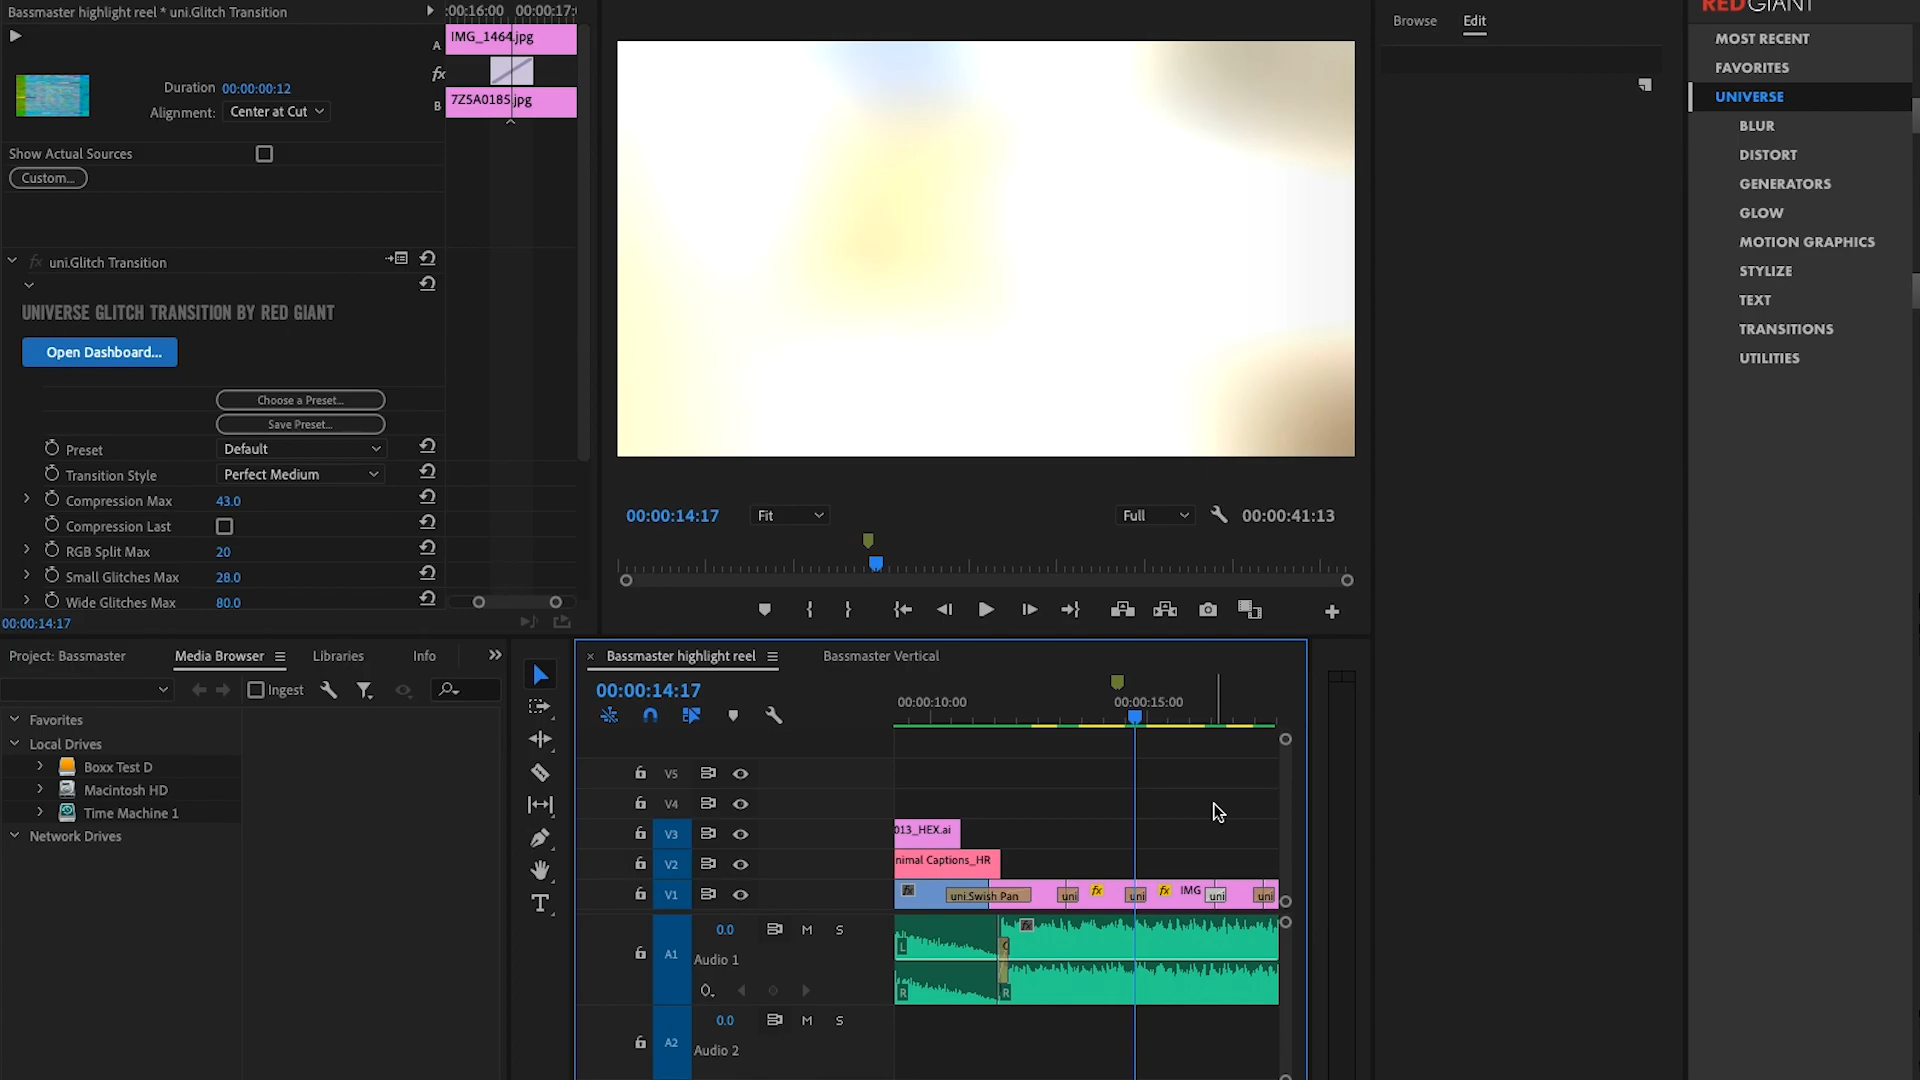 Bassmaster highlight reel * uni.Glitch Transition
:00:16:00 00:00:17:
A IMG_1464.jpg
fx
B 7ZSA0185.jpg
Duration 00:00:00:12
Alignment: Center at Cut
Show Actual Sources
Custom...
fx uni.Glitch Transition
UNIVERSE GLITCH TRANSITION BY RED GIANT
Open Dashboard...
Choose a Preset...
Save Preset...
Preset Default
Transition Style Perfect Medium
Compression Max 43.0
Compression Last
RGB Split Max 20
Small Glitches Max 28.0
Wide Glitches Max 80.0
00:00:14:17
00:00:14:17 Fit Full 00:00:41:13
Browse Edit
RED GIANT
MOST RECENT
FAVORITES
UNIVERSE
BLUR
DISTORT
GENERATORS
GLOW
MOTION GRAPHICS
STYLIZE
TEXT
TRANSITIONS
UTILITIES
Project: Bassmaster Media Browser Libraries Info
Ingest
Favorites
Local Drives
Boxx Test D
Macintosh HD
Time Machine 1
Network Drives
Bassmaster highlight reel Bassmaster Vertical
00:00:14:17
00:00:10:00 00:00:15:00
V5
V4
V3 013_HEX.ai
V2 nimal Captions_HR
V1 fx uni.Swish Pan uni fx uni fx IMG uni uni
A1 0.0 M S
Audio 1
L R
fx
L R
A2 0.0 M S
Audio 2
T